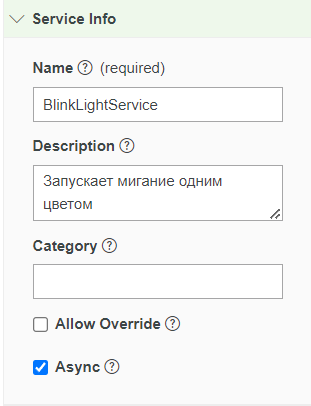 Service Info
Name (required)
BlinkLightService
Description
Запускает мигание одним
цветом
Category
Allow Override
Async